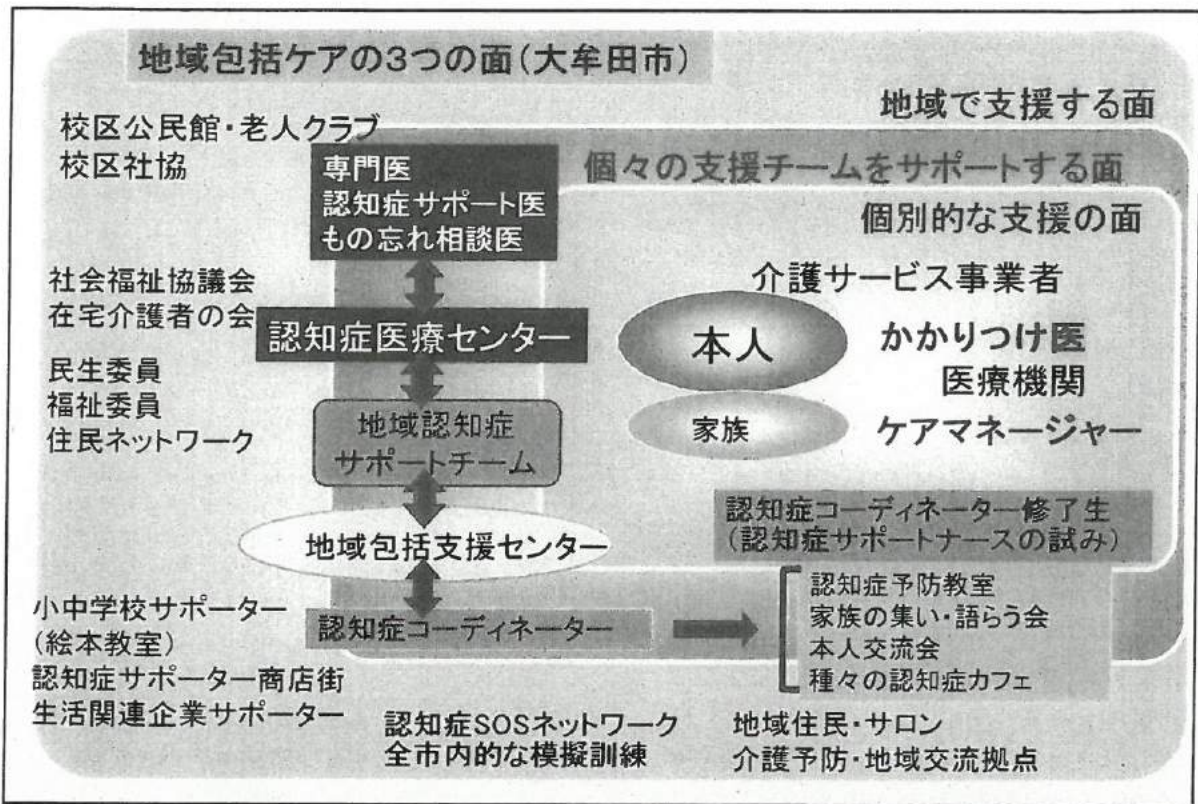 地域包括ケアの3つの面(大牟田市)
地域で支援する面
校区公民館・老人クラブ
校区社協
専門医
認知症サポート医
もの忘れ相談医
個々の支援チームをサポートする面
個別的な支援の面
社会福祉協議会
在宅介護者の会
認知症医療センター
介護サービス事業者
本人
かかりつけ医
医療機関
民生委員
福祉委員
住民ネットワーク
地域認知症
サポートチーム
家族
ケアマネージャー
認知症コーディネーター修了生
(認知症サポートナースの試み)
地域包括支援センター
小中学校サポーター
(絵本教室)
認知症サポーター商店街
生活関連企業サポーター
認知症コーディネーター
認知症予防教室
家族の集い・語らう会
本人交流会
種々の認知症カフェ
認知症SOSネットワーク
全市内的な模擬訓練
地域住民・サロン
介護予防・地域交流拠点